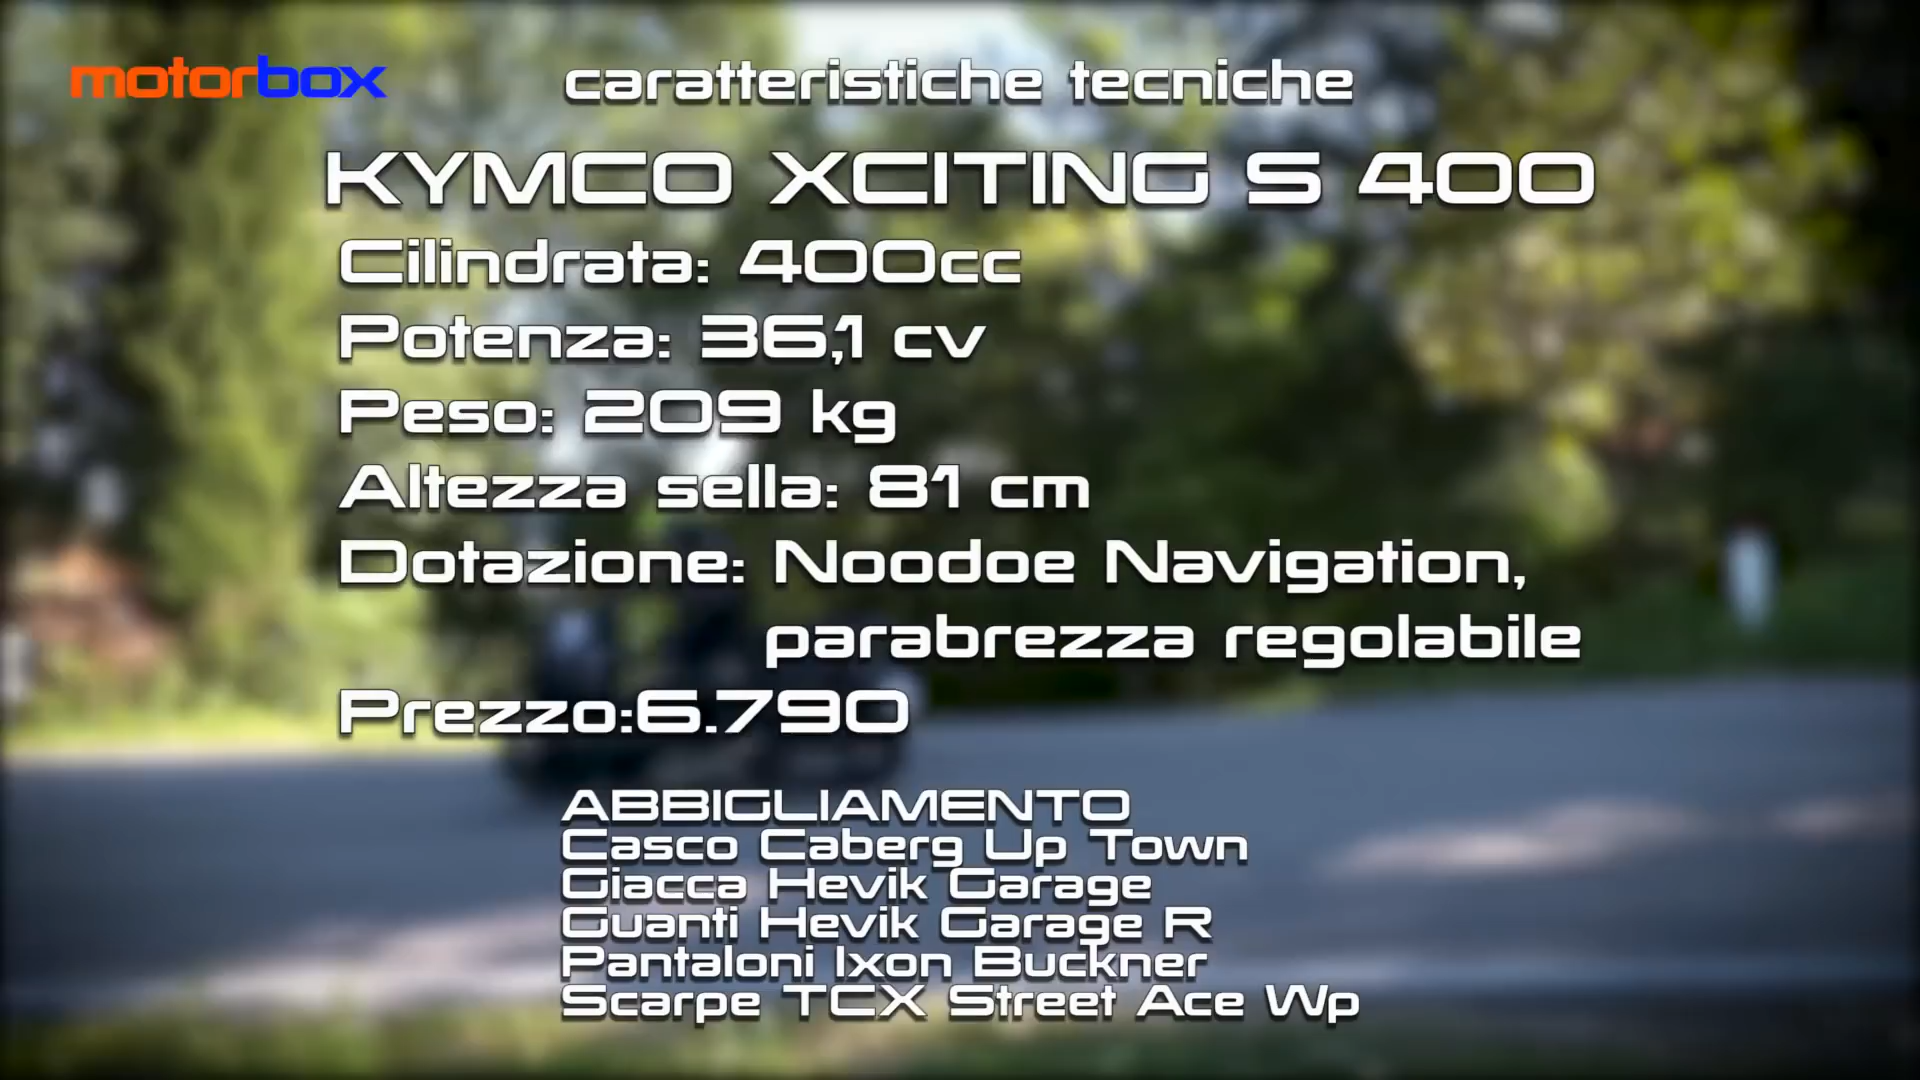 motorbox
caratteristiche tecniche
KYMCO XCITING S 400
Cilindrata: 400cc
Potenza: 36,1 cv
Peso: 209 kg
Altezza sella: 81 cm
Dotazione: Noodoe Navigation,
parabrezza regolabile
Prezzo:6.790
ABBIGLIAMENTO
Casco Caberg Up Town
Giacca Hevik Garage
Guanti Hevik Garage R
Pantaloni Ixon Buckner
Scarpe TCX Street Ace Wp